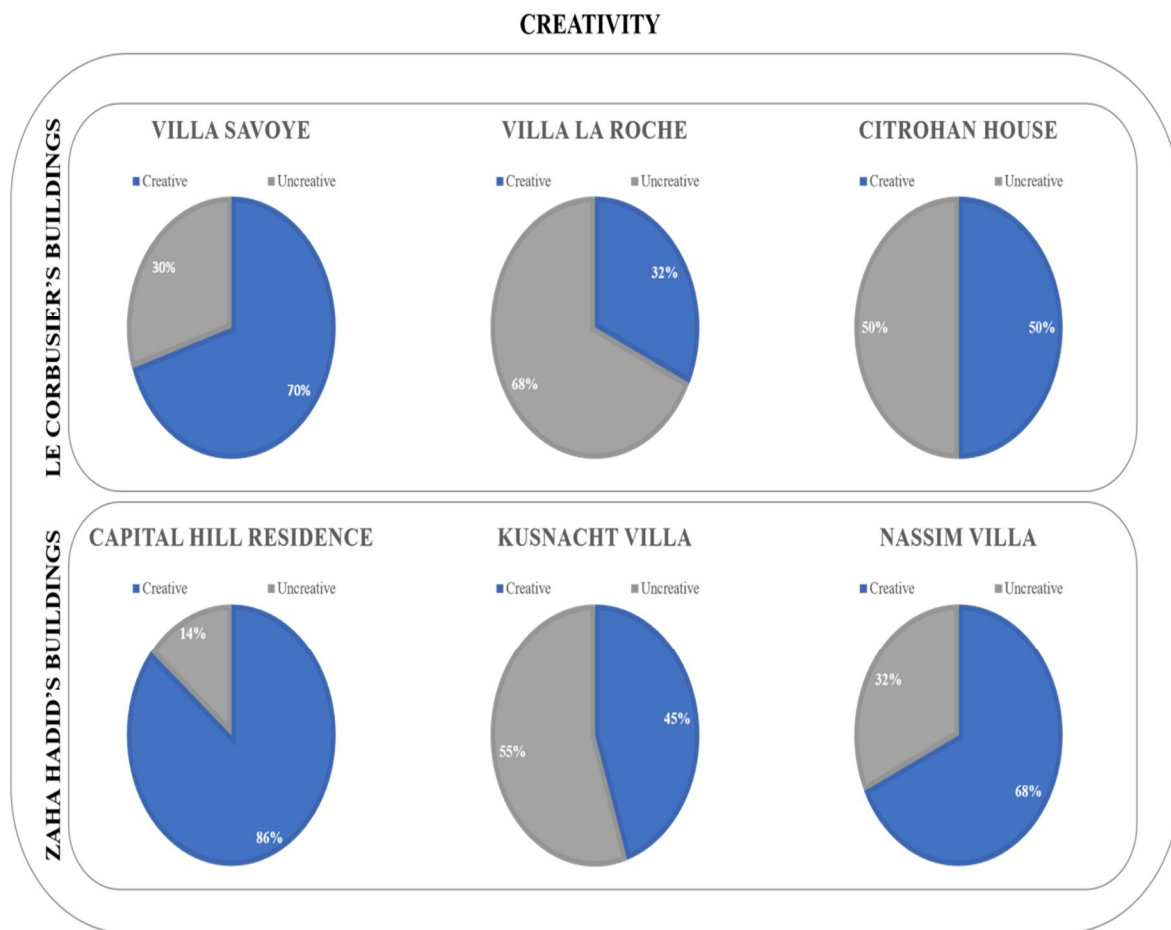 CREATIVITY
LE CORBUSIER'S BUILDINGS
VILLA SAVOYE
Creative Uncreative
30%
70%
VILLA LA ROCHE
Creative Uncreative
32%
68%
CITROHAN HOUSE
Creative Uncreative
50%
50%
ZAHA HADID'S BUILDINGS
CAPITAL HILL RESIDENCE
Creative Uncreative
14%
86%
KUSNACHT VILLA
Creative Uncreative
45%
55%
NASSIM VILLA
Creative Uncreative
32%
68%